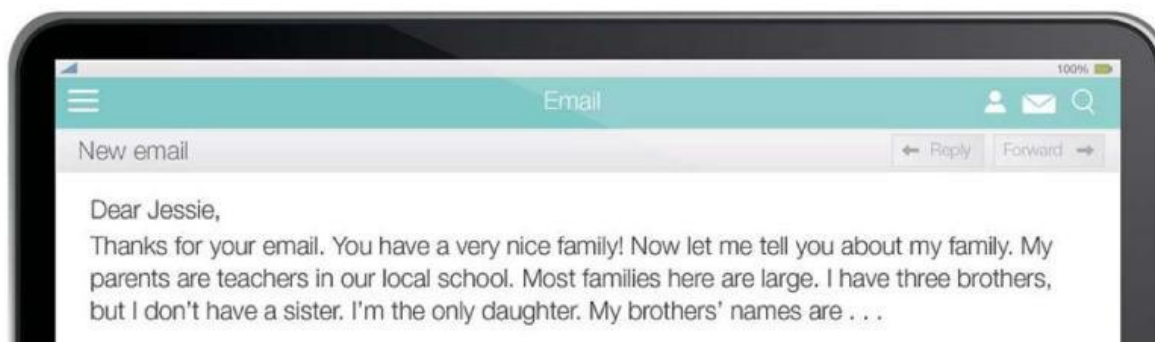 100%
Email
New email
Reply Forward
Dear Jessie,
Thanks for your email. You have a very nice family! Now let me tell you about my family. My
parents are teachers in our local school. Most families here are large. I have three brothers,
but I don't have a sister. I'm the only daughter. My brothers' names are . . .